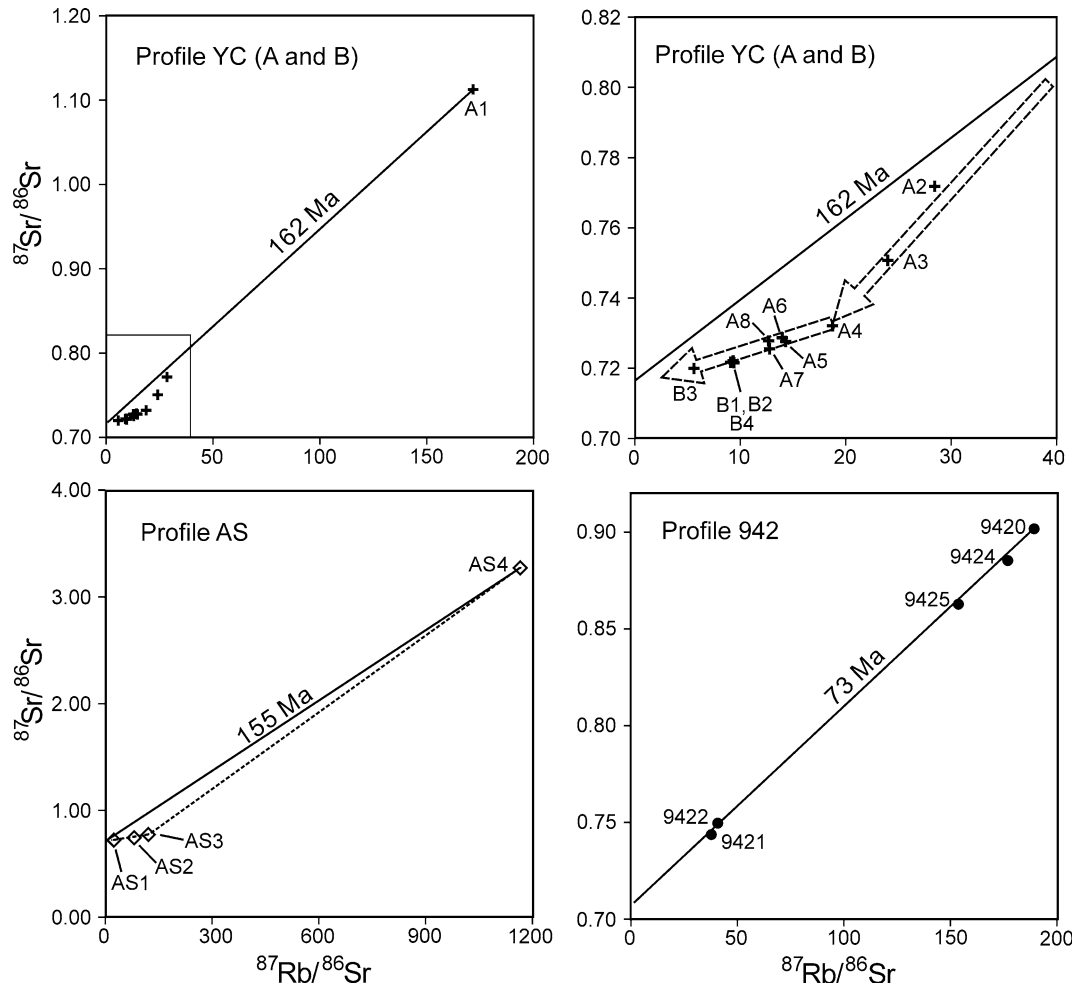 Profile YC (A and B)
⁸⁷Sr/⁸⁶Sr
1.20
1.10
1.00
0.90
0.80
0.70
0
50
100
150
200
162 Ma
A1
Profile YC (A and B)
0.82
0.80
0.78
0.76
0.74
0.72
0.70
0
10
20
30
40
162 Ma
A2
A3
A4
A6
A8
A5
A7
B3
B1, B2
B4
Profile AS
⁸⁷Sr/⁸⁶Sr
4.00
3.00
2.00
1.00
0.00
0
300
600
900
1200
⁸⁷Rb/⁸⁶Sr
155 Ma
AS4
AS3
AS2
AS1
Profile 942
0.90
0.85
0.80
0.75
0.70
0
50
100
150
200
⁸⁷Rb/⁸⁶Sr
73 Ma
9420
9424
9425
9422
9421